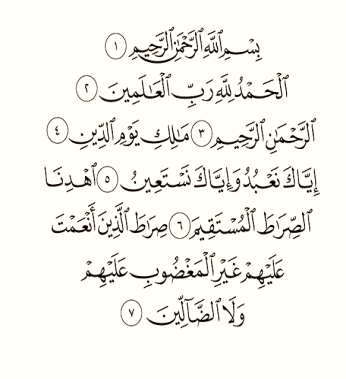 بِسْمِ ٱللَّهِ ٱلرَّحْمَٰنِ ٱلرَّحِيمِ ١
ٱلْحَمْدُ لِلَّهِ رَبِّ ٱلْعَٰلَمِينَ ٢
ٱلرَّحْمَٰنِ ٱلرَّحِيمِ ٣ مَٰلِكِ يَوْمِ ٱلدِّينِ ٤
إِيَّاكَ نَعْبُدُ وَإِيَّاكَ نَسْتَعِينُ ٥ ٱهْدِنَا
ٱلصِّرَٰطَ ٱلْمُسْتَقِيمَ ٦ صِرَٰطَ ٱلَّذِينَ أَنْعَمْتَ
عَلَيْهِمْ غَيْرِ ٱلْمَغْضُوبِ عَلَيْهِمْ
وَلَا ٱلضَّآلِّينَ ٧